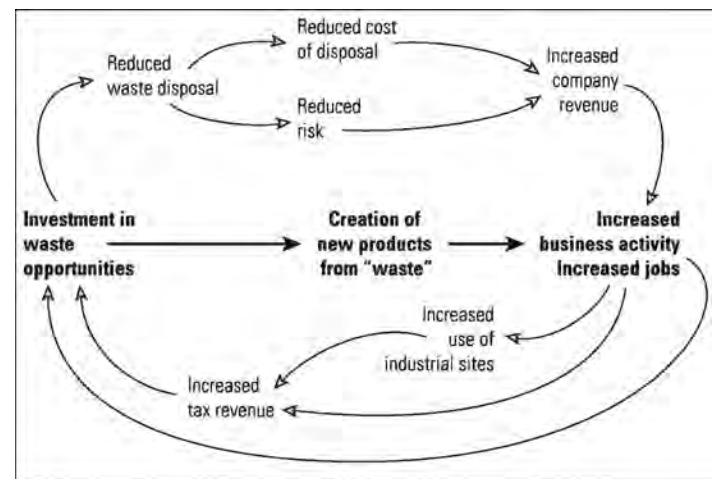 Reduced
waste disposal
Reduced cost
of disposal
Reduced
risk
Increased
company
revenue
Investment in
waste
opportunities
Creation of
new products
from “waste”
Increased
business activity
Increased jobs
Increased
use of
industrial sites
Increased
tax revenue